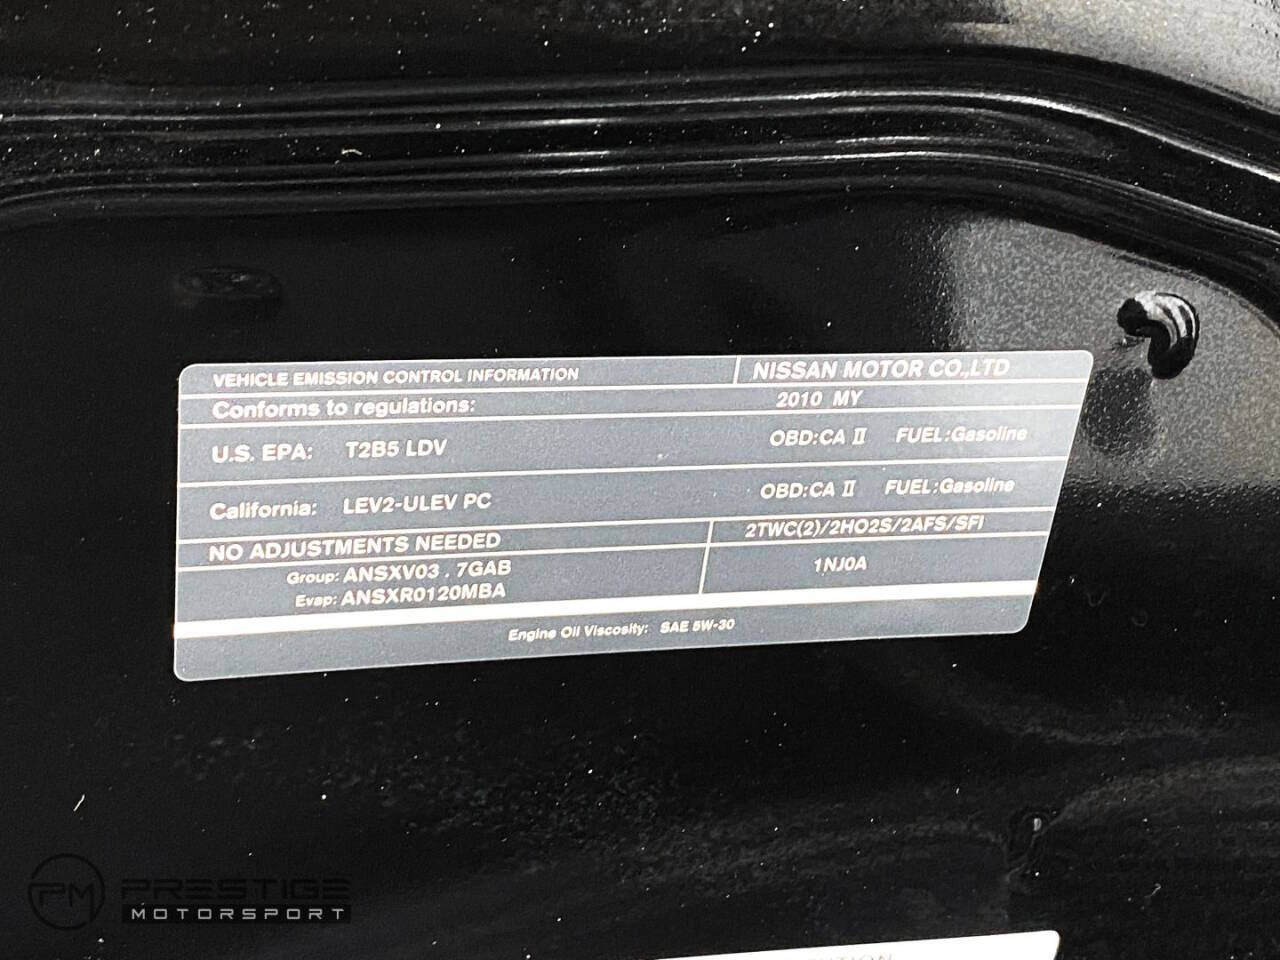 VEHICLE EMISSION CONTROL INFORMATION NISSAN MOTOR CO.,LTD
Conforms to regulations: 2010 MY
U.S. EPA: T2B5 LDV OBD:CA II FUEL:Gasoline
California: LEV2-ULEV PC OBD:CA II FUEL:Gasoline
NO ADJUSTMENTS NEEDED 2TWC(2)/2HO2S/2AFS/SFI
Group: ANSXV03.7GAB 1NJ0A
Evap: ANSXR0120MBA
Engine Oil Viscosity: SAE 5W-30
PM PRESTIGE
MOTORSPORT